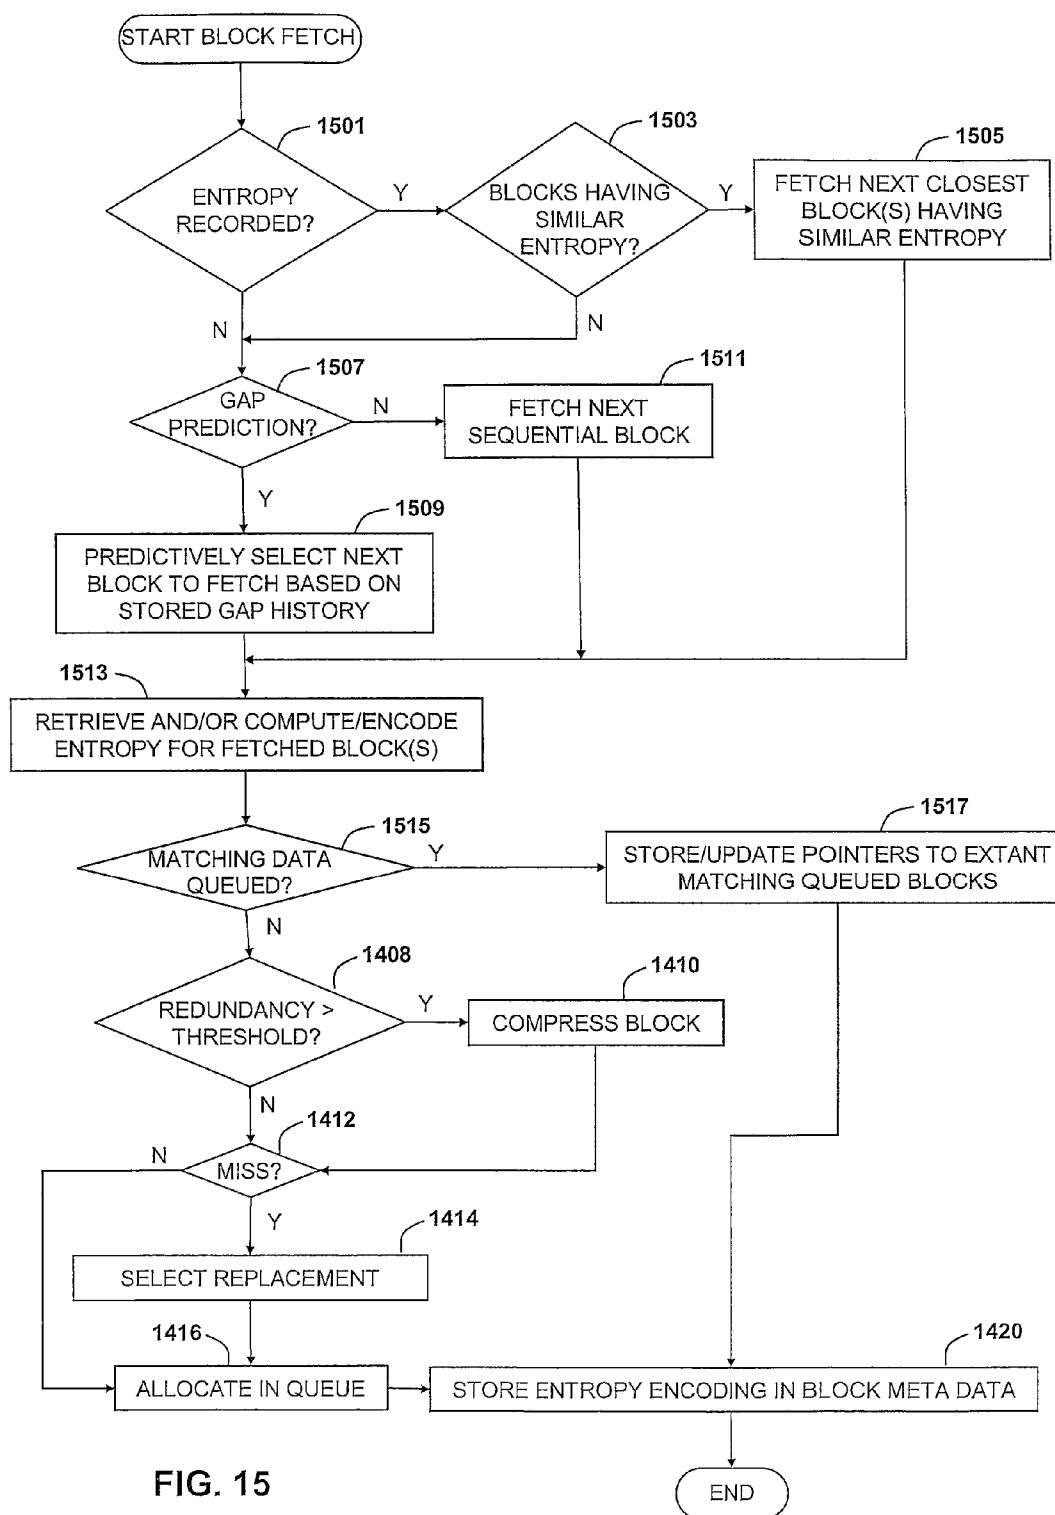 START BLOCK FETCH
1501
ENTROPY
RECORDED?
Y
1503
BLOCKS HAVING
SIMILAR
ENTROPY?
Y
1505
FETCH NEXT CLOSEST
BLOCK(S) HAVING
SIMILAR ENTROPY
N
N
1507
GAP
PREDICTION?
N
1511
FETCH NEXT
SEQUENTIAL BLOCK
Y
1509
PREDICTIVELY SELECT NEXT
BLOCK TO FETCH BASED ON
STORED GAP HISTORY
1513
RETRIEVE AND/OR COMPUTE/ENCODE
ENTROPY FOR FETCHED BLOCK(S)
1515
MATCHING DATA
QUEUED?
Y
1517
STORE/UPDATE POINTERS TO EXTANT
MATCHING QUEUED BLOCKS
N
1408
REDUNDANCY >
THRESHOLD?
Y
1410
COMPRESS BLOCK
N
1412
MISS?
N
Y
1414
SELECT REPLACEMENT
1416
ALLOCATE IN QUEUE
1420
STORE ENTROPY ENCODING IN BLOCK META DATA
END
FIG. 15